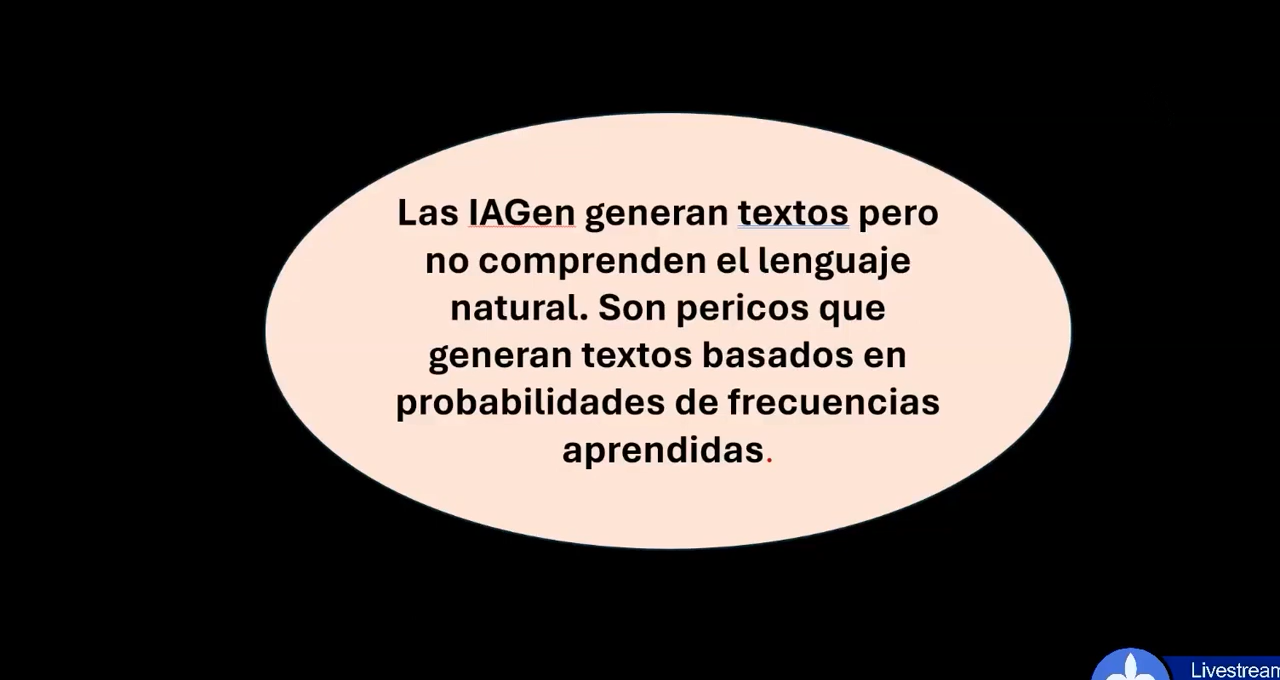 Las IAGen generan textos pero
no comprenden el lenguaje
natural. Son pericos que
generan textos basados en
probabilidades de frecuencias
aprendidas.
Livestream